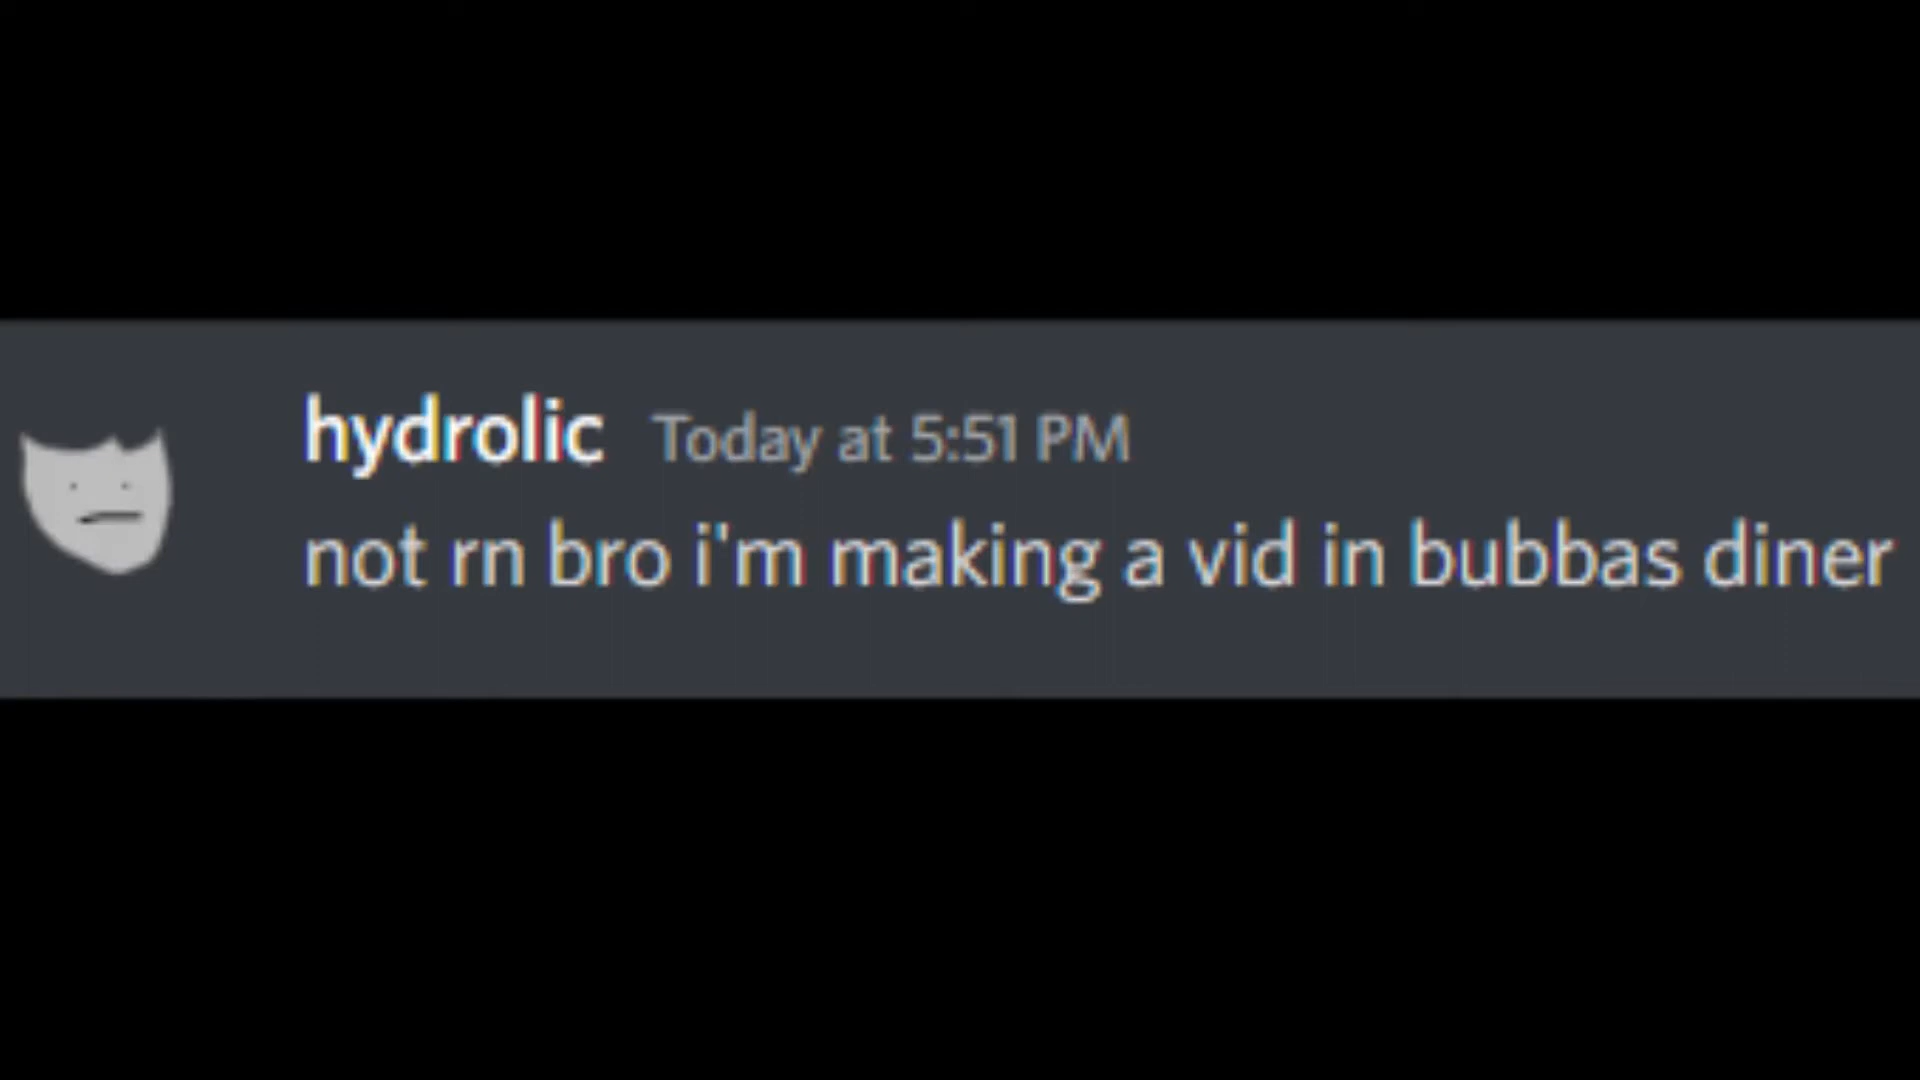 hydrolic Today at 5:51 PM
not rn bro i'm making a vid in bubbas diner